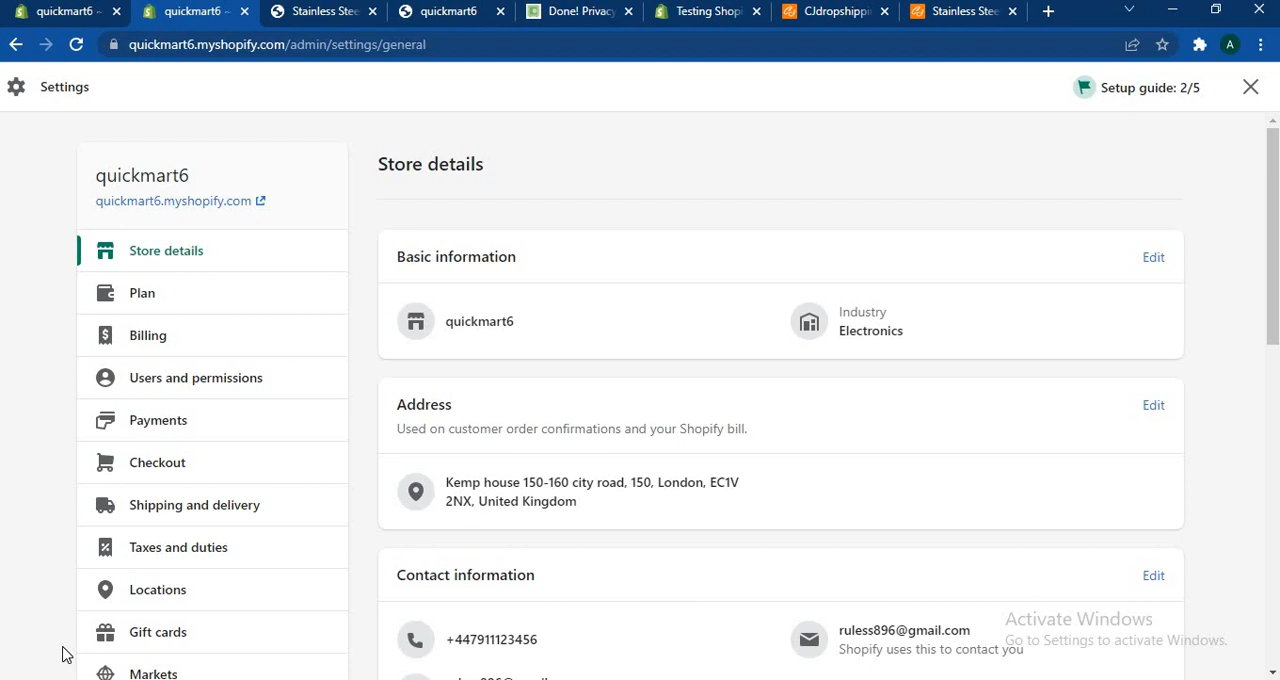 quickmart6 -
quickmart6 -
Stainless Stee
quickmart6
Done! Privac
Testing Shopi
CJdropshippi
Stainless Stee
quickmart6.myshopify.com/admin/settings/general
A
Settings
Setup guide: 2/5
quickmart6
quickmart6.myshopify.com
Store details
Plan
Billing
Users and permissions
Payments
Checkout
Shipping and delivery
Taxes and duties
Locations
Gift cards
Markets
Store details
Basic information
Edit
quickmart6
Industry
Electronics
Address
Edit
Used on customer order confirmations and your Shopify bill.
Kemp house 150-160 city road, 150, London, EC1V
2NX, United Kingdom
Contact information
Edit
+447911123456
ruless896@gmail.com
Shopify uses this to contact you
Activate Windows
Go to Settings to activate Windows.